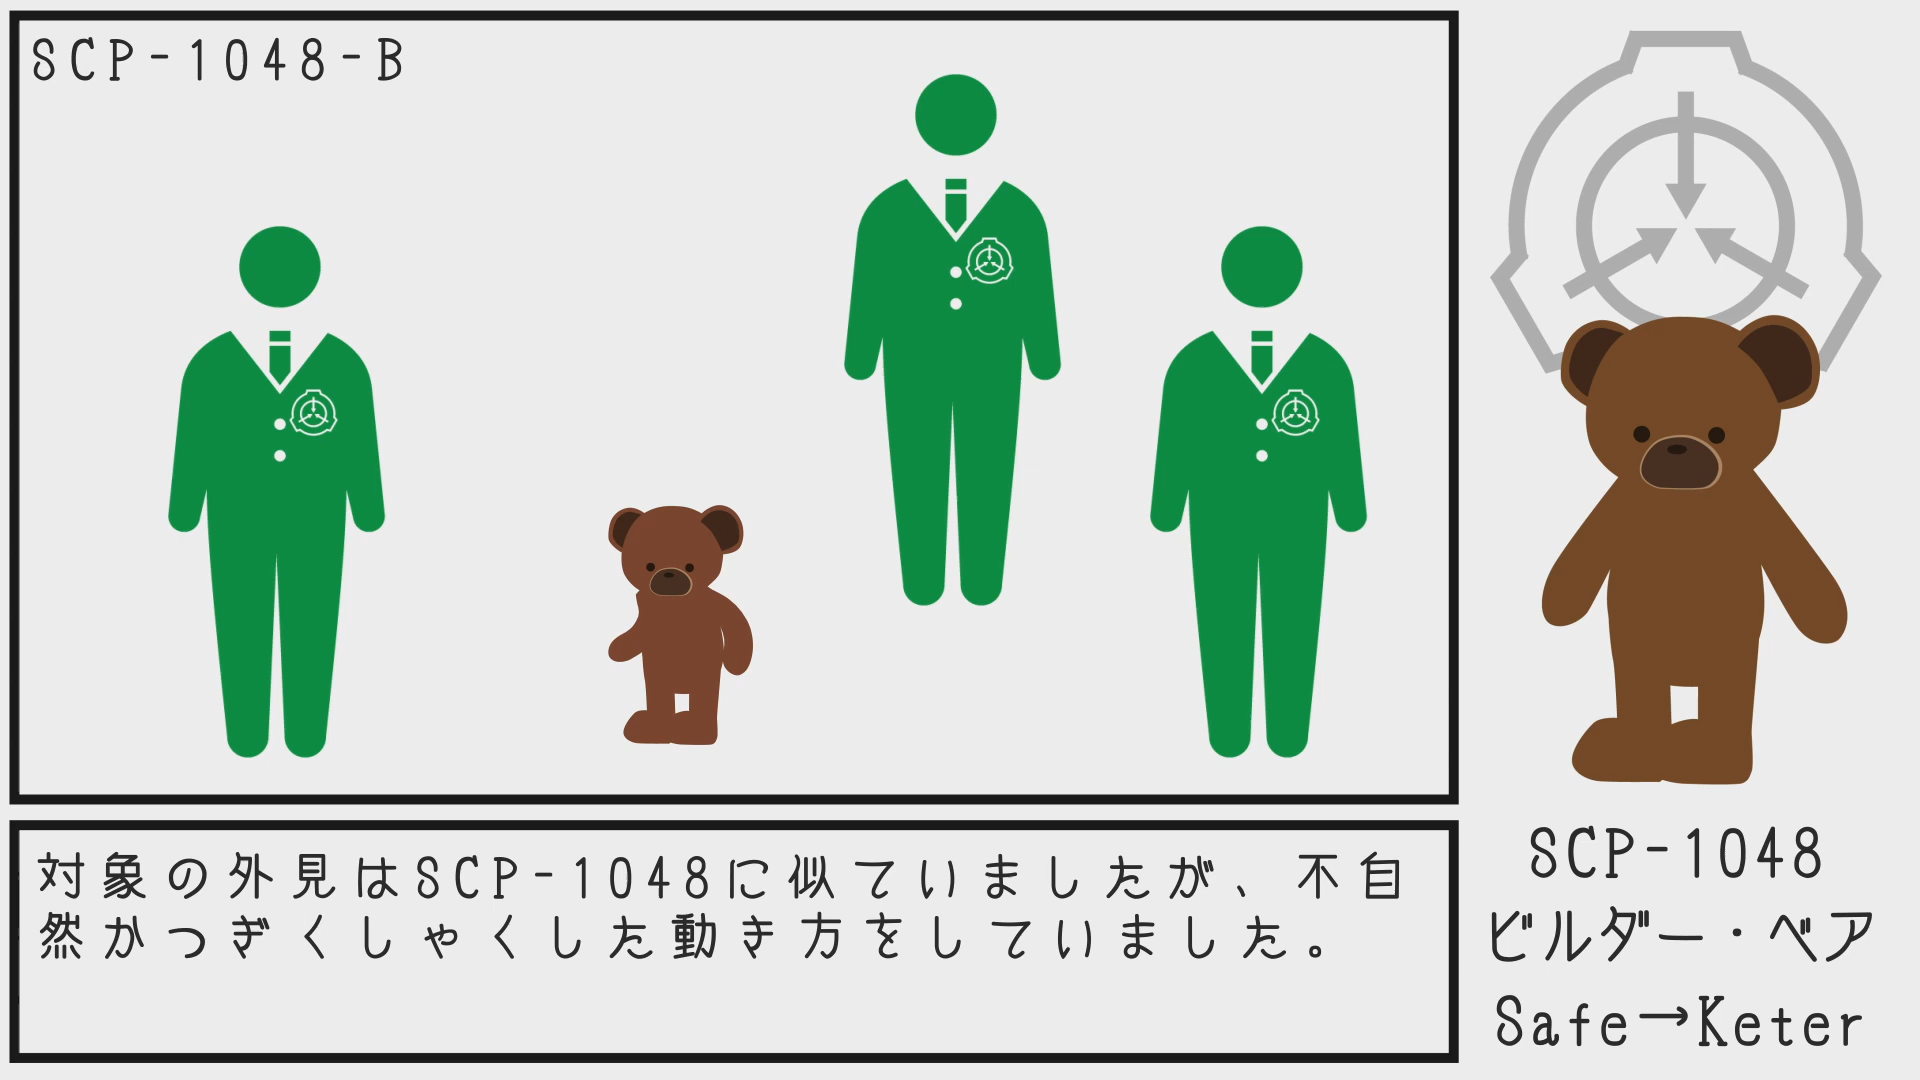 SCP-1048-B
対象の外見はSCP-1048に似ていましたが、不自
然かつぎくしゃくした動き方をしていました。
SCP-1048
ビルダー・ベア
Safe→Keter